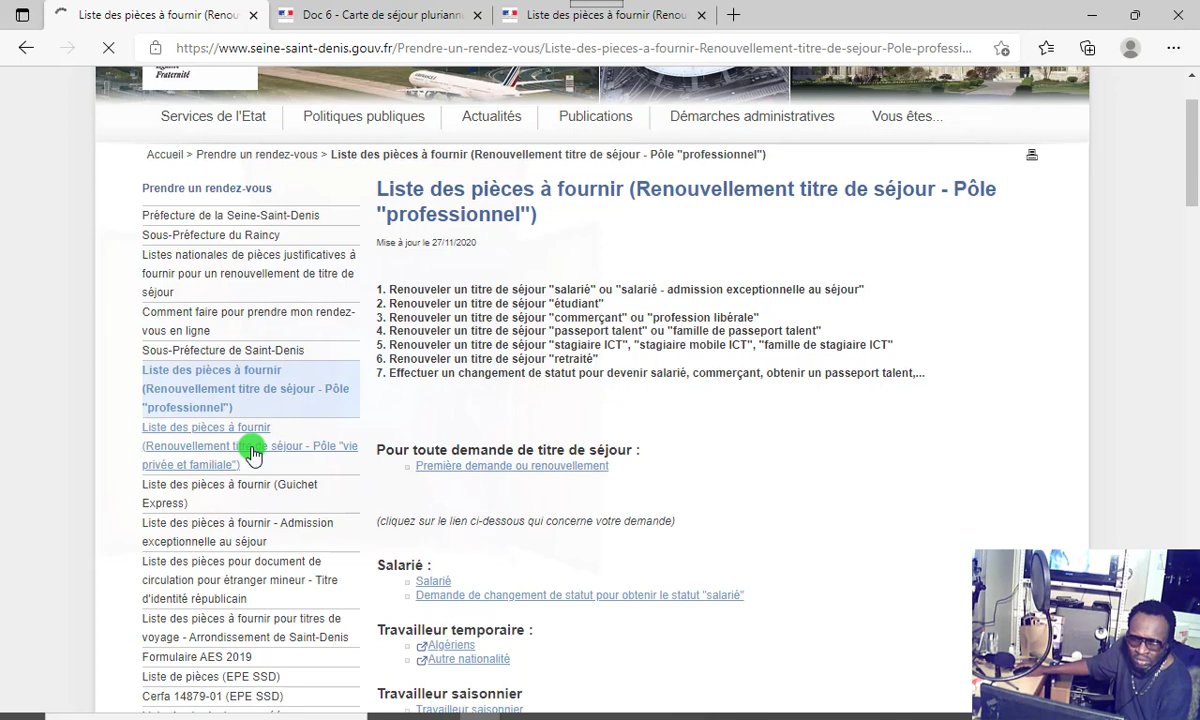 Liste des pièces à fournir (Renou
Doc 6 - Carte de séjour pluriann
Liste des pièces à fournir (Renou
https://www.seine-saint-denis.gouv.fr/Prendre-un-rendez-vous/Liste-des-pieces-a-fournir-Renouvellement-titre-de-sejour-Pole-professi...
Fraternité
Services de l'Etat
Politiques publiques
Actualités
Publications
Démarches administratives
Vous êtes...
Accueil > Prendre un rendez-vous > Liste des pièces à fournir (Renouvellement titre de séjour - Pôle "professionnel")
Prendre un rendez-vous
Préfecture de la Seine-Saint-Denis
Sous-Préfecture du Raincy
Listes nationales de pièces justificatives à
fournir pour un renouvellement de titre de
séjour
Comment faire pour prendre mon rendez-
vous en ligne
Sous-Préfecture de Saint-Denis
Liste des pièces à fournir
(Renouvellement titre de séjour - Pôle
"professionnel")
Liste des pièces à fournir
(Renouvellement titre de séjour - Pôle "vie
privée et familiale")
Liste des pièces à fournir (Guichet
Express)
Liste des pièces à fournir - Admission
exceptionnelle au séjour
Liste des pièces pour document de
circulation pour étranger mineur - Titre
d'identité républicain
Liste des pièces à fournir pour titres de
voyage - Arrondissement de Saint-Denis
Formulaire AES 2019
Liste de pièces (EPE SSD)
Cerfa 14879-01 (EPE SSD)
Liste des pièces à fournir (Renouvellement titre de séjour - Pôle
"professionnel")
Mise à jour le 27/11/2020
1. Renouveler un titre de séjour "salarié" ou "salarié - admission exceptionnelle au séjour"
2. Renouveler un titre de séjour "étudiant"
3. Renouveler un titre de séjour "commerçant" ou "profession libérale"
4. Renouveler un titre de séjour "passeport talent" ou "famille de passeport talent"
5. Renouveler un titre de séjour "stagiaire ICT", "stagiaire mobile ICT", "famille de stagiaire ICT"
6. Renouveler un titre de séjour "retraité"
7. Effectuer un changement de statut pour devenir salarié, commerçant, obtenir un passeport talent,...
Pour toute demande de titre de séjour :
Première demande ou renouvellement
(cliquez sur le lien ci-dessous qui concerne votre demande)
Salarié :
Salarié
Demande de changement de statut pour obtenir le statut "salarié"
Travailleur temporaire :
Algériens
Autre nationalité
Travailleur saisonnier
Travailleur saisonnier